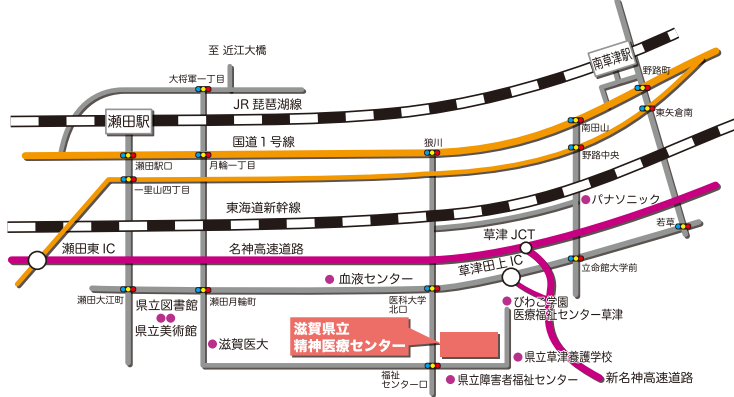 至 近江大橋
南草津駅
大将軍一丁目
野路町
JR 琵琶湖線
瀬田駅
東矢倉南
南田山
国道1号線
狼川
瀬田駅口
月輪一丁目
野路中央
一里山四丁目
パナソニック
東海道新幹線
若草
草津 JCT
瀬田東 IC
名神高速道路
草津田上 IC
立命館大学前
血液センター
瀬田大江町
瀬田月輪町
医科大学
北口
びわこ学園
医療福祉センター草津
県立図書館
県立美術館
滋賀県立
精神医療センター
滋賀医大
県立草津養護学校
福祉
センター口
県立障害者福祉センター
新名神高速道路